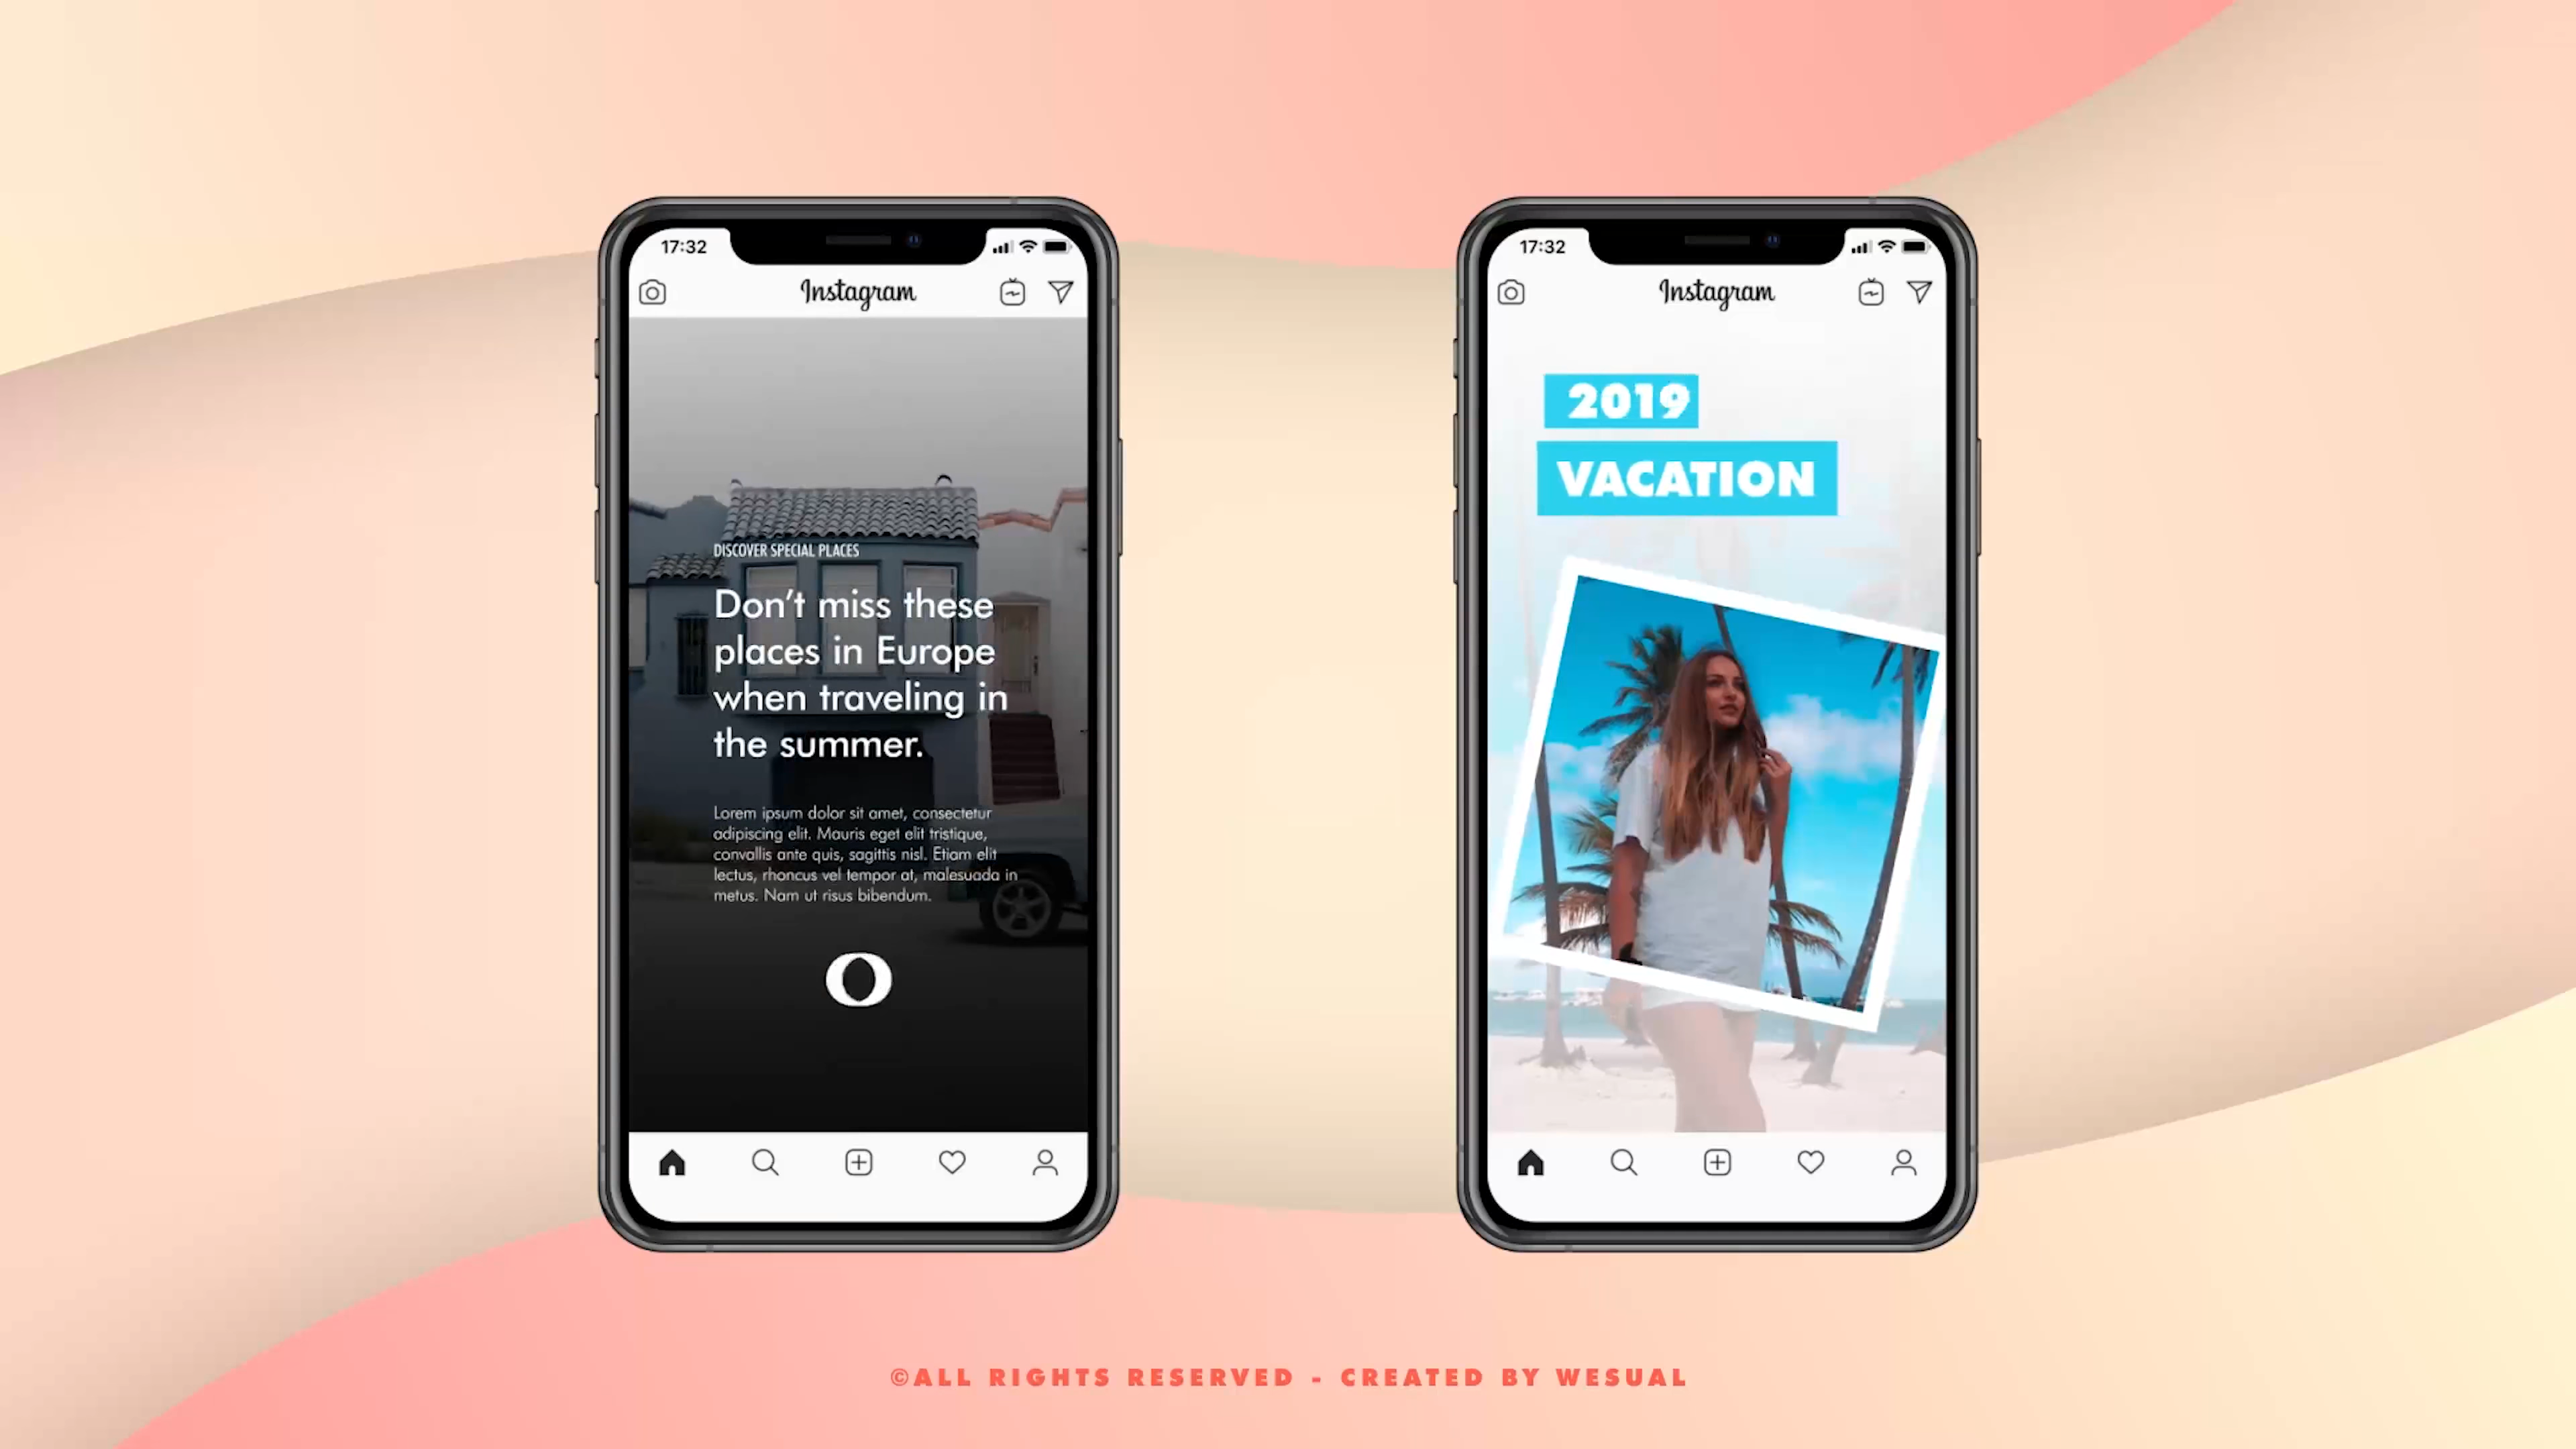 17:32
Instagram
DISCOVER SPECIAL PLACES
Don't miss these
places in Europe
when traveling in
the summer.
Lorem ipsum dolor sit amet, consectetur
adipiscing elit. Mauris eget elit tristique,
convallis ante quis, sagittis nisl. Etiam elit
lectus, rhoncus vel tempor at, malesuada in
metus. Nam ut risus bibendum.
17:32
Instagram
2019
VACATION
©ALL RIGHTS RESERVED - CREATED BY WESUAL